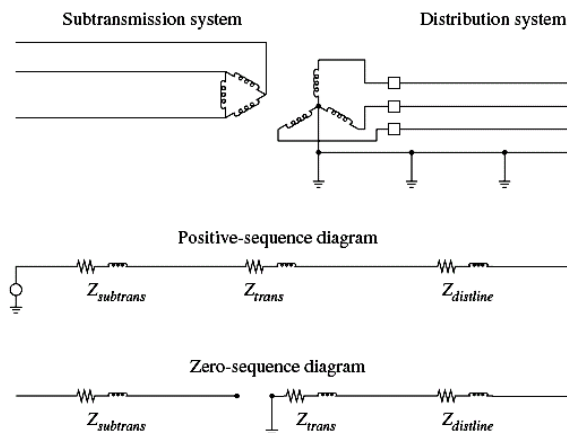 Subtransmission system
Distribution system
Positive-sequence diagram
Z_subtrans
Z_trans
Z_distline
Zero-sequence diagram
Z_subtrans
Z_trans
Z_distline